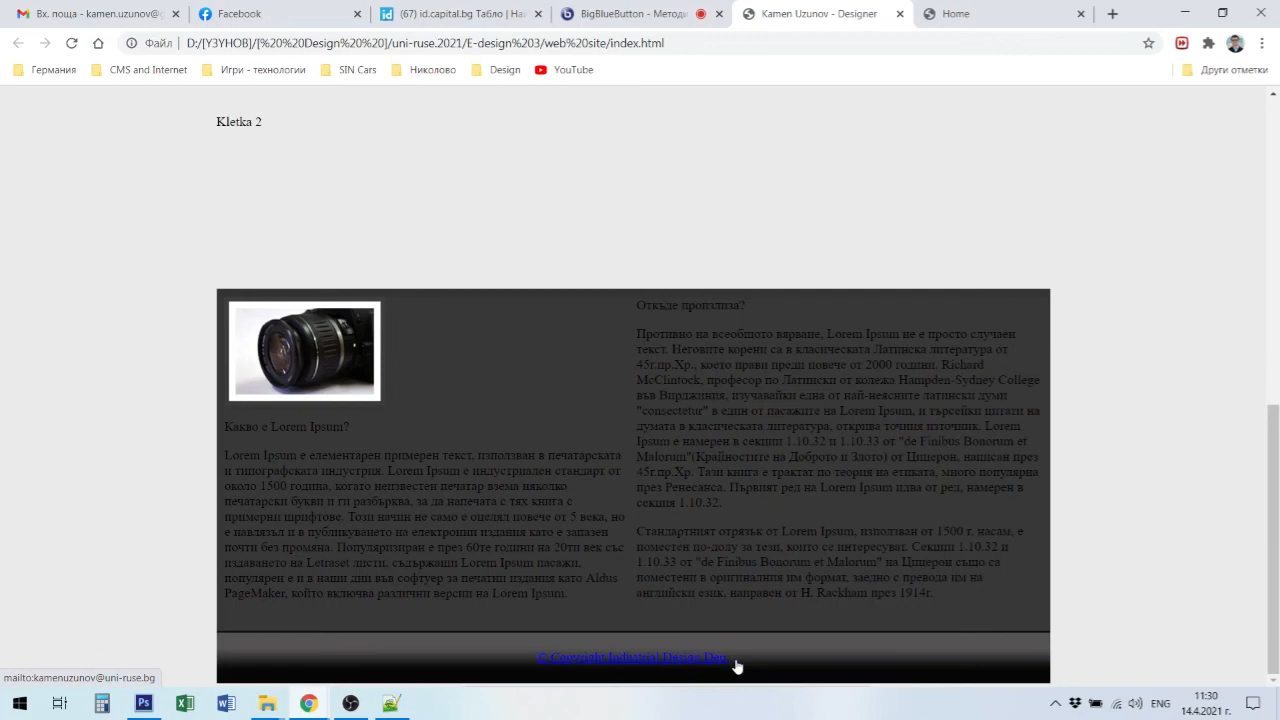 Вх. поща - kamen.uzunov@g
Facebook
(67) id.capital.bg Табло | На
BigBlueButton - Методи
Kamen Uzunov - Designer
Home
Файл
D:/[Y3YHOB]/[%20%20Design%20%20]/uni-ruse.2021/E-design%203/web%20site/index.html
Германия
CMS and Internet
Игри - технологии
SIN Cars
Николово
Design
YouTube
Други отметки
Kletka 2
Какво е Lorem Ipsum?
Lorem Ipsum е елементарен примерен текст, използван в печатарската
и типографската индустрия. Lorem Ipsum е индустриален стандарт от
около 1500 година, когато неизвестен печатар взема няколко
печатарски букви и ги разбърква, за да напечата с тях книга с
примерни шрифтове. Този начин не само е оцелял повече от 5 века, но
е навлязъл и в публикуването на електронни издания като е запазен
почти без промяна. Популяризиран е през 60те години на 20ти век със
издаването на Letraset листи, съдържащи Lorem Ipsum пасажи,
популярен е и в наши дни във софтуер за печатни издания като Aldus
PageMaker, който включва различни версии на Lorem Ipsum.
Откъде произлиза?
Противно на всеобщото вярване, Lorem Ipsum не е просто случаен
текст. Неговите корени са в класическата Латинска литература от
45г.пр.Хр., което прави преди повече от 2000 години. Richard
McClintock, професор по Латински от колежа Hampden-Sydney College
във Вирджиния, изучавайки една от най-неясните латински думи
"consectetur" в един от пасажите на Lorem Ipsum, и търсейки цитати на
думата в класическата литература, открива точния източник. Lorem
Ipsum е намерен в секции 1.10.32 и 1.10.33 от "de Finibus Bonorum et
Malorum"(Крайностите на Доброто и Злото) от Цицерон, написан през
45г.пр.Хр. Тази книга е трактат по теория на етиката, много популярна
през Ренесанса. Първият ред на Lorem Ipsum идва от ред, намерен в
секция 1.10.32.
Стандартният отрязък от Lorem Ipsum, използван от 1500 г. насам, е
поместен по-долу за тези, които се интересуват. Секции 1.10.32 и
1.10.33 от "de Finibus Bonorum et Malorum" на Цицерон също са
поместени в оригиналния им формат, заедно с превода им на
английски език, направен от H. Rackham през 1914г.
© Copyright Industrial Design Dep.
mailto:kamenuzunov@uni-ruse.bg
ENG
11:30
14.4.2021 г.